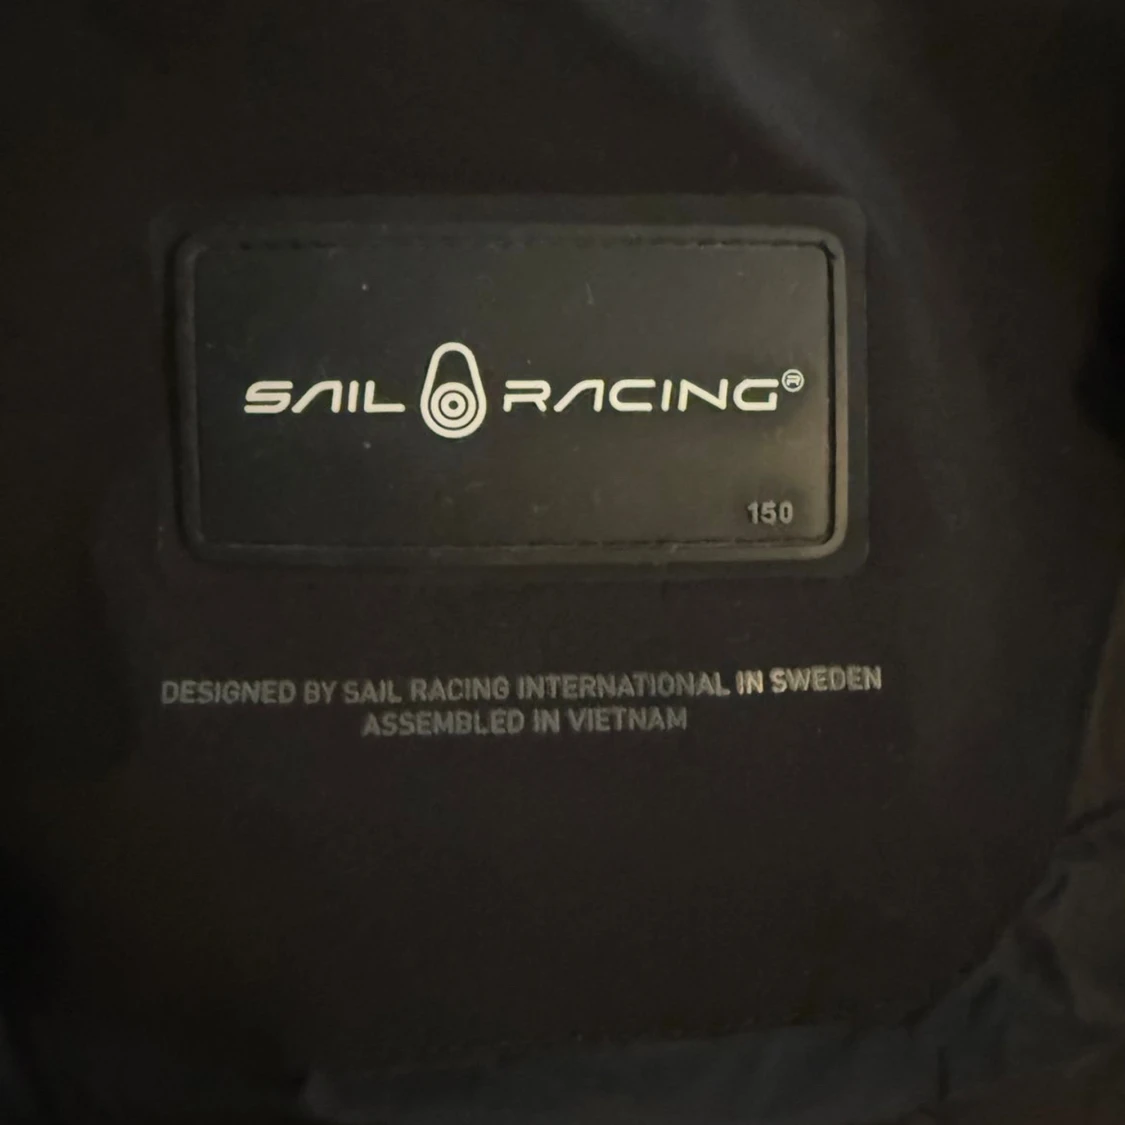 SAIL RACING®
150
DESIGNED BY SAIL RACING INTERNATIONAL IN SWEDEN
ASSEMBLED IN VIETNAM